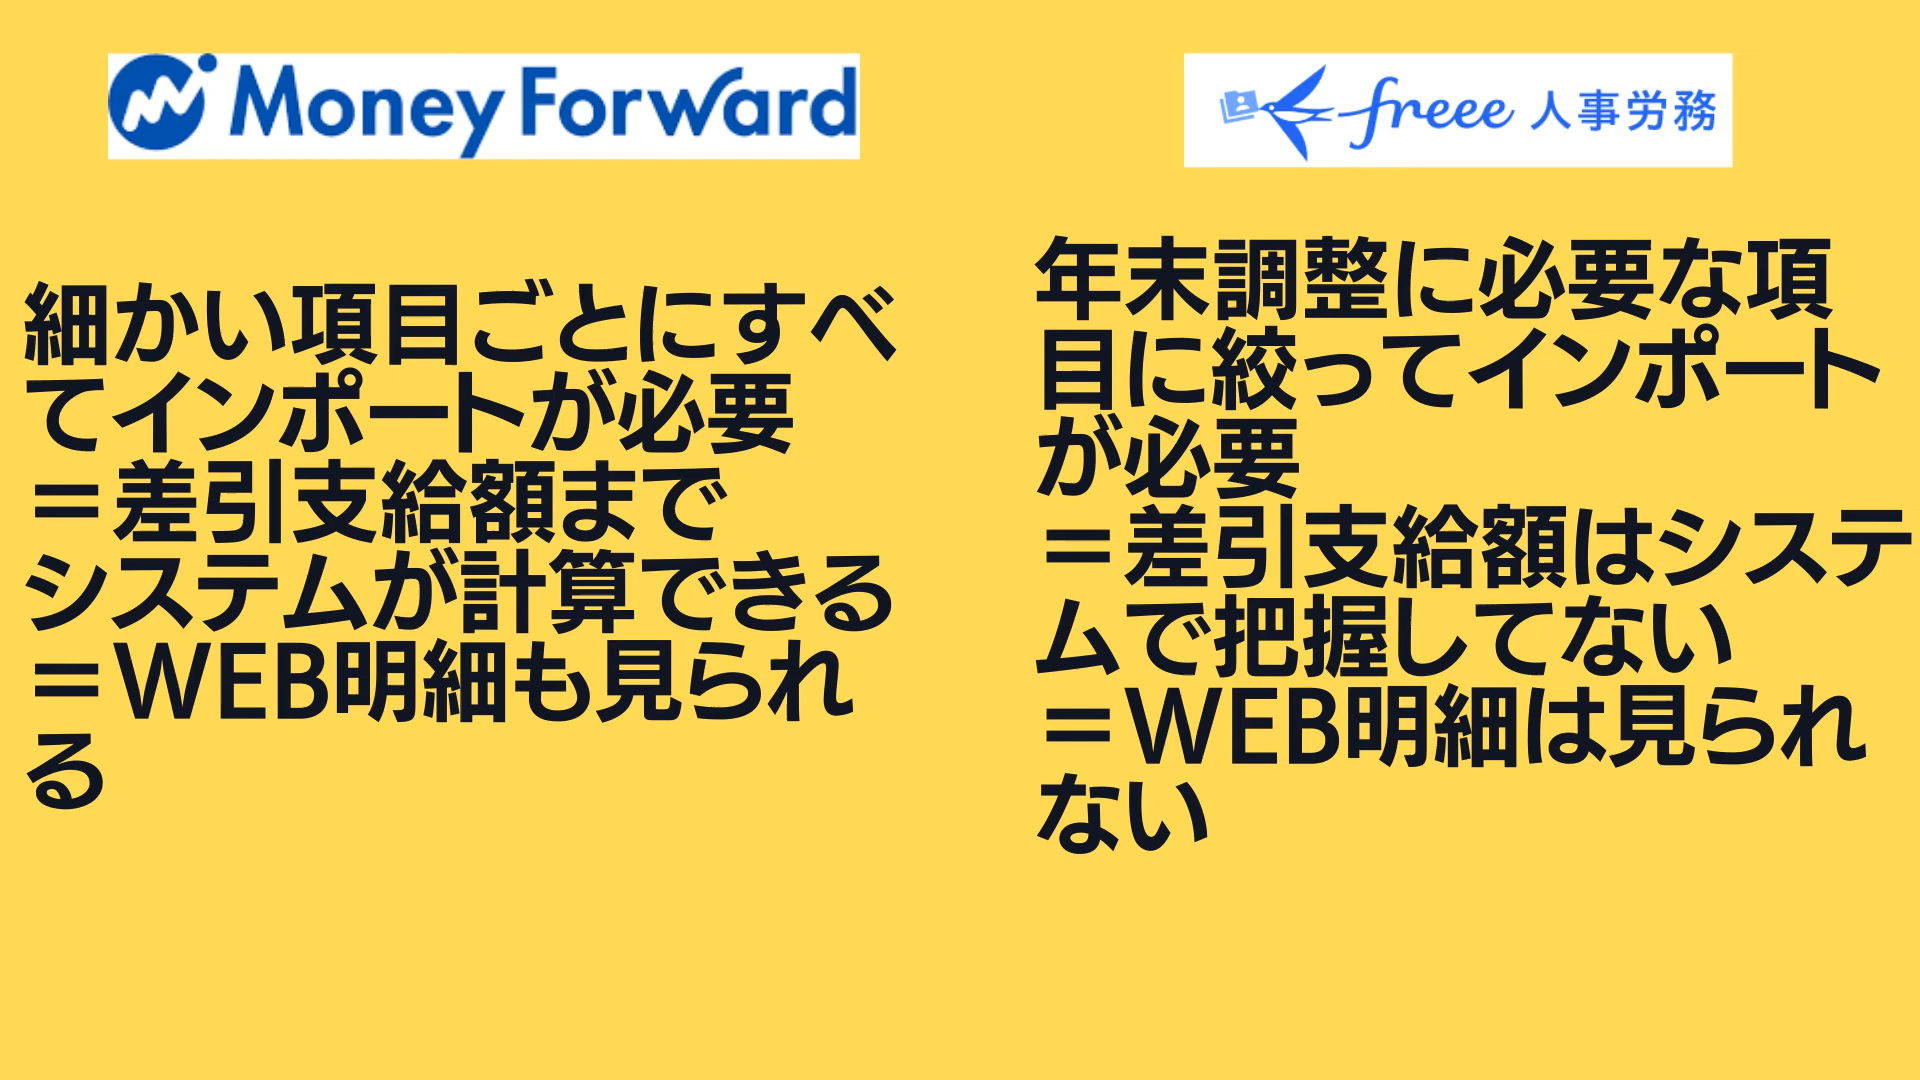 Money Forward
細かい項目ごとにすべ
てインポートが必要
＝差引支給額まで
システムが計算できる
＝WEB明細も見られ
る
freee 人事労務
年末調整に必要な項
目に絞ってインポート
が必要
＝差引支給額はシステ
ムで把握してない
＝WEB明細は見られ
ない